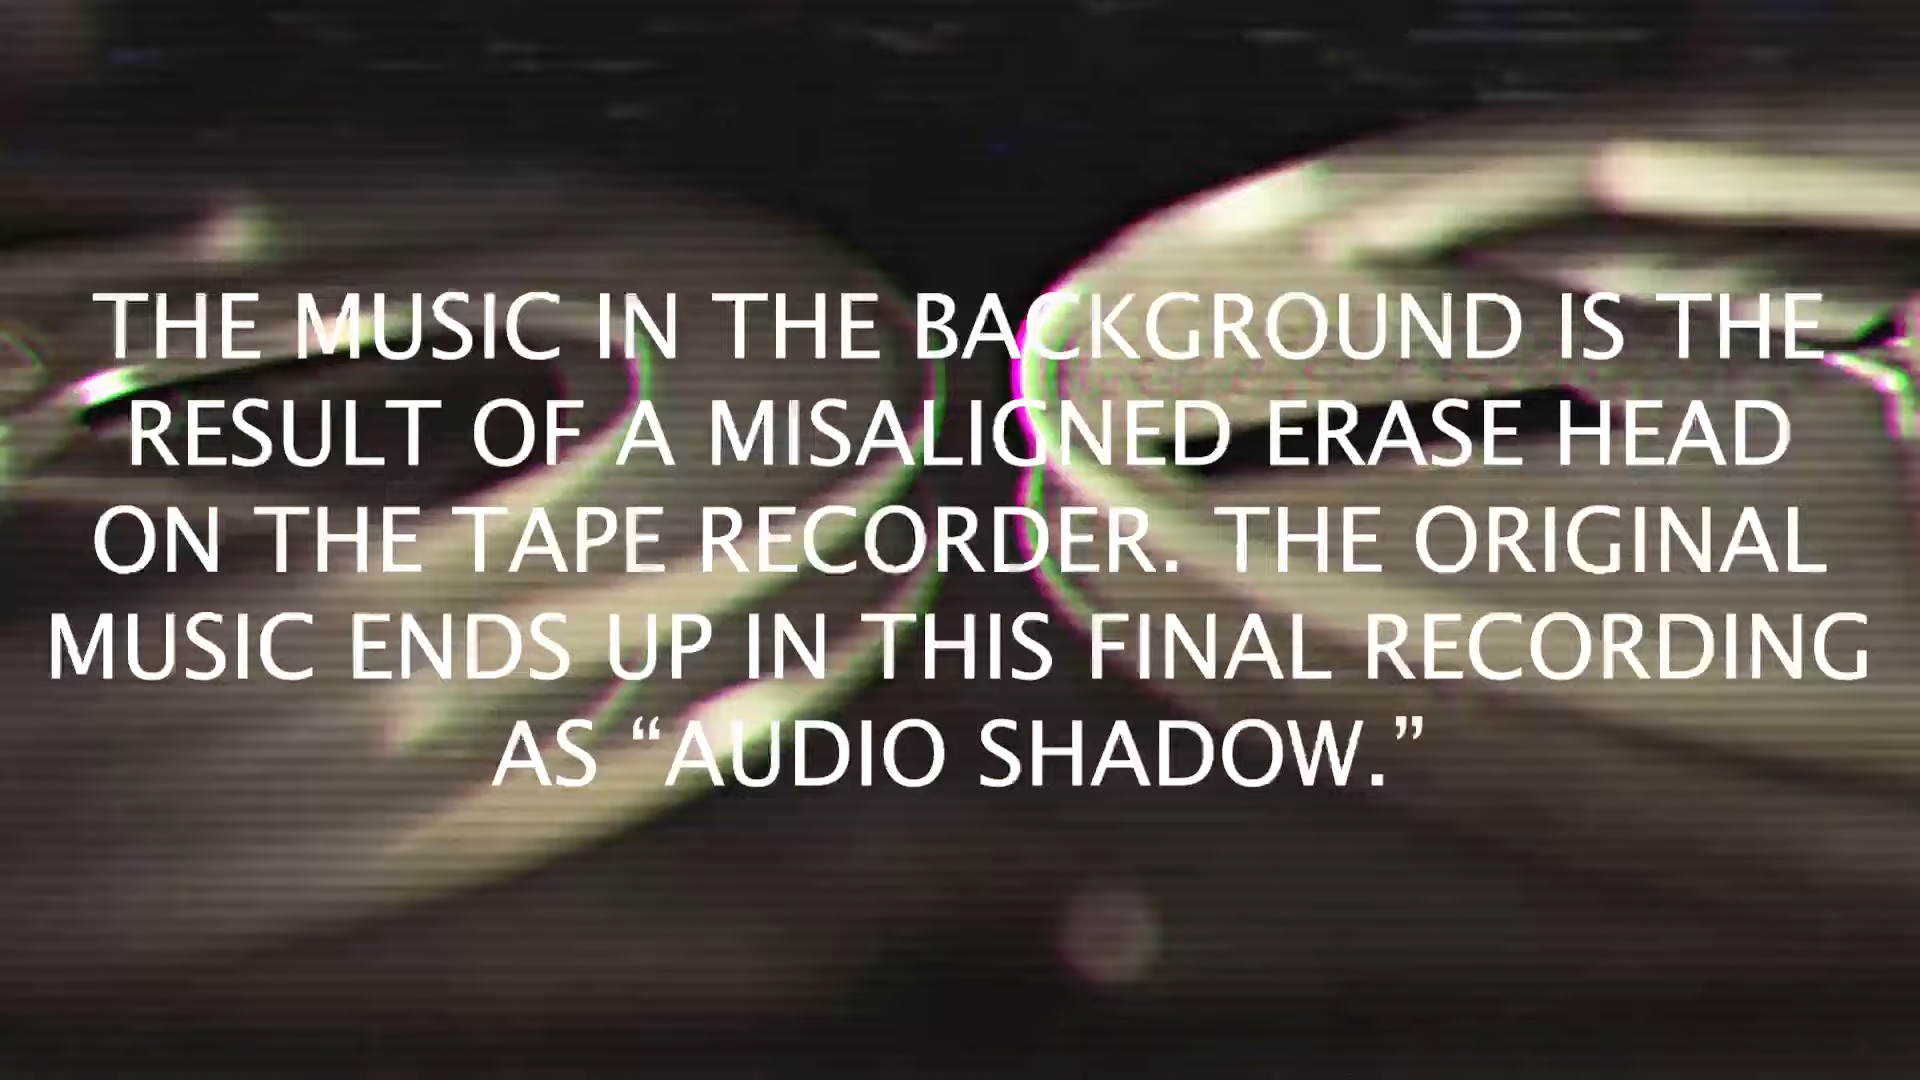 THE MUSIC IN THE BACKGROUND IS THE
RESULT OF A MISALIGNED ERASE HEAD
ON THE TAPE RECORDER. THE ORIGINAL
MUSIC ENDS UP IN THIS FINAL RECORDING
AS “AUDIO SHADOW.”